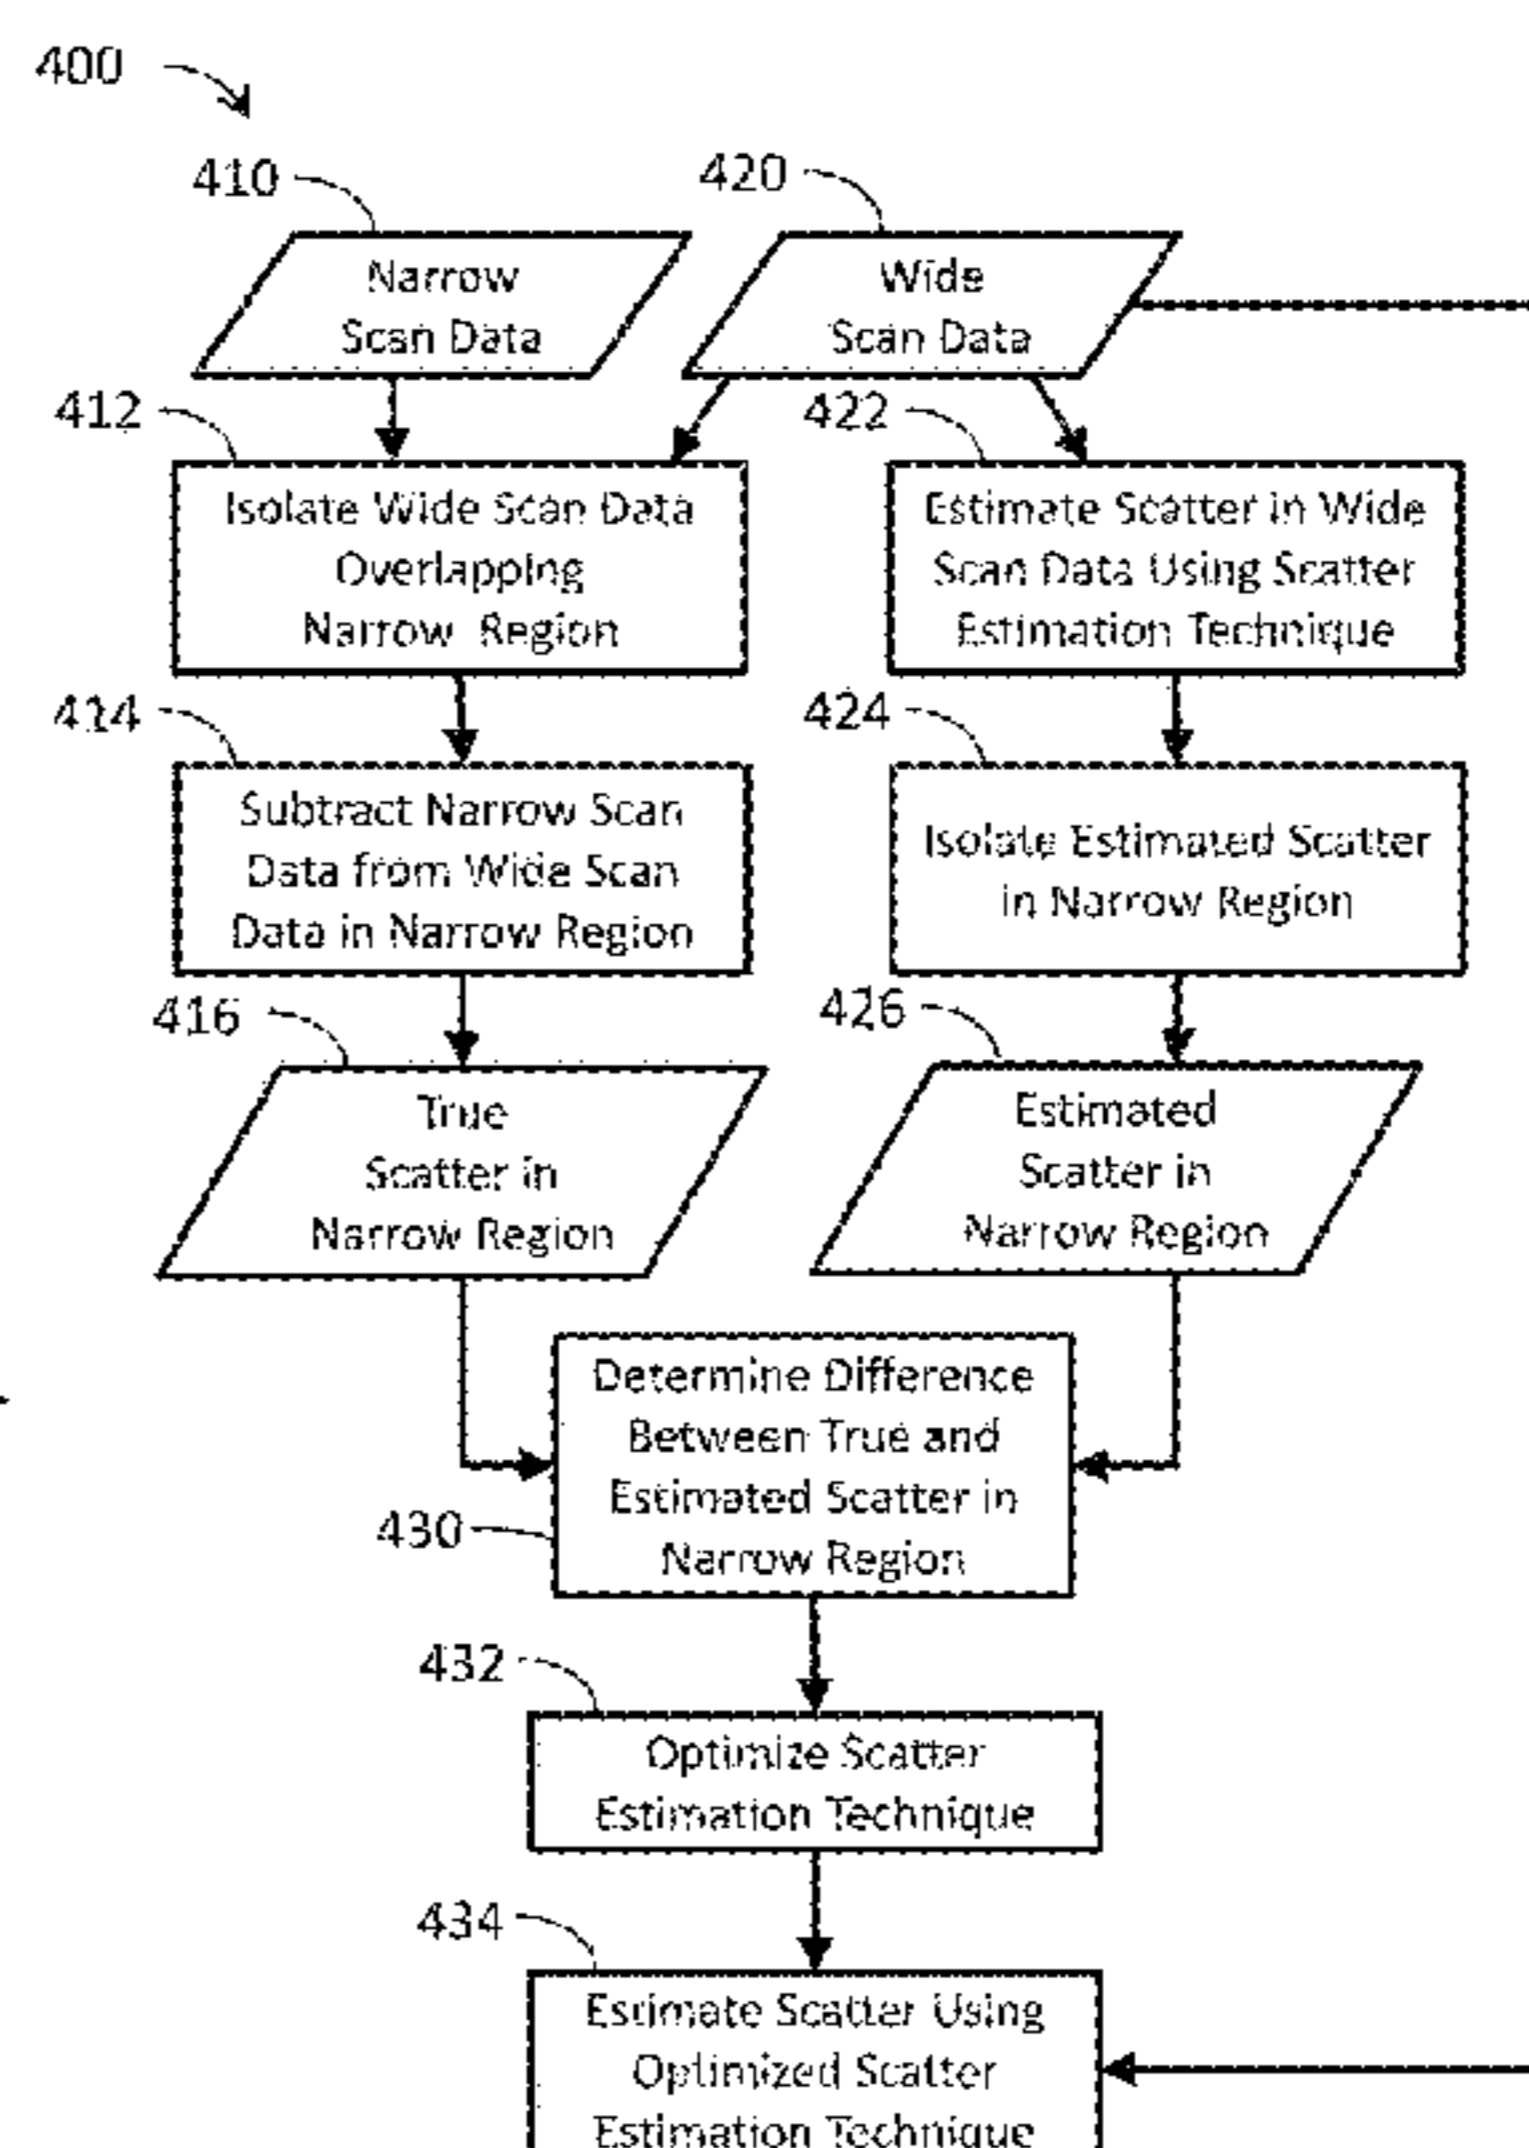 400
410
420
Narrow
Scan Data
Wide
Scan Data
412
422
Isolate Wide Scan Data
Overlapping
Narrow Region
Estimate Scatter in Wide
Scan Data Using Scatter
Estimation Technique
414
424
Subtract Narrow Scan
Data from Wide Scan
Data in Narrow Region
Isolate Estimated Scatter
in Narrow Region
416
426
True
Scatter in
Narrow Region
Estimated
Scatter in
Narrow Region
Determine Difference
Between True and
Estimated Scatter in
Narrow Region
430
432
Optimize Scatter
Estimation Technique
434
Estimate Scatter Using
Optimized Scatter
Estimation Technique